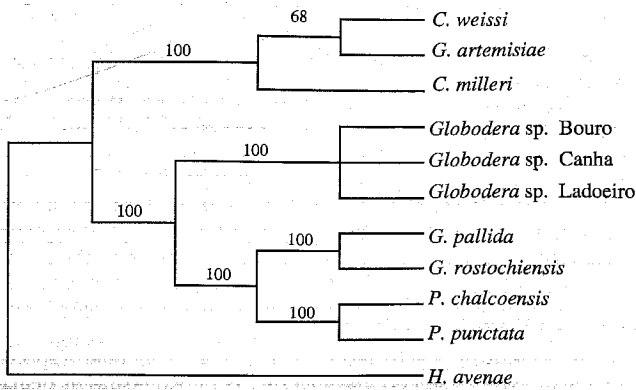 68
C. weissi
100
G. artemisiae
C. milleri
Globodera sp. Bouro
100
Globodera sp. Canha
Globodera sp. Ladoeiro
100
G. pallida
100
G. rostochiensis
100
P. chalcoensis
100
P. punctata
H. avenae